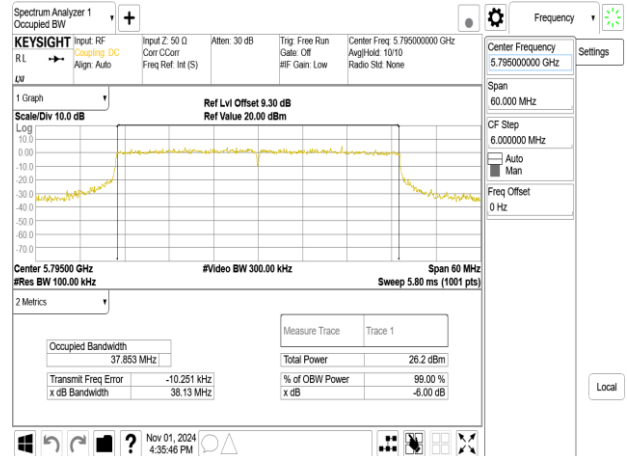 Spectrum Analyzer 1
Occupied BW
Frequency
KEYSIGHT Input: RF Input Z: 50 Ω Atten: 30 dB Trig: Free Run Center Freq: 5.795000000 GHz
RL Coupling: DC Corr CCorr Gate: Off Avg|Hold: 10/10
Align: Auto Freq Ref: Int (S) #IF Gain: Low Radio Std: None
LXI
Center Frequency
5.795000000 GHz
Settings
Span
60.000 MHz
CF Step
6.000000 MHz
Auto
Man
Freq Offset
0 Hz
Local
1 Graph
Ref Lvl Offset 9.30 dB
Scale/Div 10.0 dB Ref Value 20.00 dBm
Log
10.0
0.00
-10.0
-20.0
-30.0
-40.0
-50.0
-60.0
-70.0
Center 5.79500 GHz #Video BW 300.00 kHz Span 60 MHz
#Res BW 100.00 kHz Sweep 5.80 ms (1001 pts)
2 Metrics
Measure Trace Trace 1
Occupied Bandwidth
37.853 MHz
Total Power 26.2 dBm
Transmit Freq Error -10.251 kHz % of OBW Power 99.00 %
x dB Bandwidth 38.13 MHz x dB -6.00 dB
Nov 01, 2024
4:35:46 PM